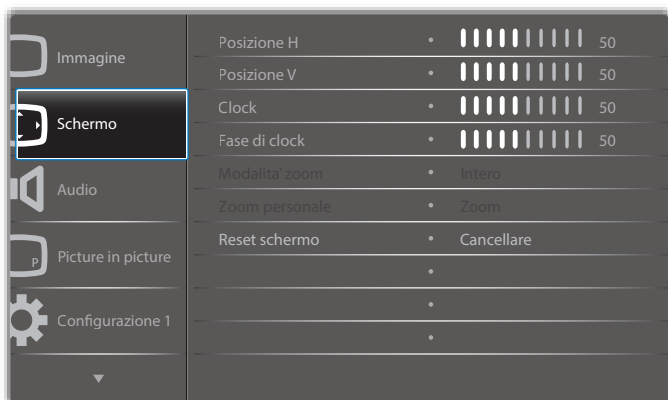 Immagine
Schermo
Audio
P
Picture in picture
Configurazione 1
Posizione H • 50
Posizione V • 50
Clock • 50
Fase di clock • 50
Modalita' zoom • Intero
Zoom personale • Zoom
Reset schermo • Cancellare
•
•
•